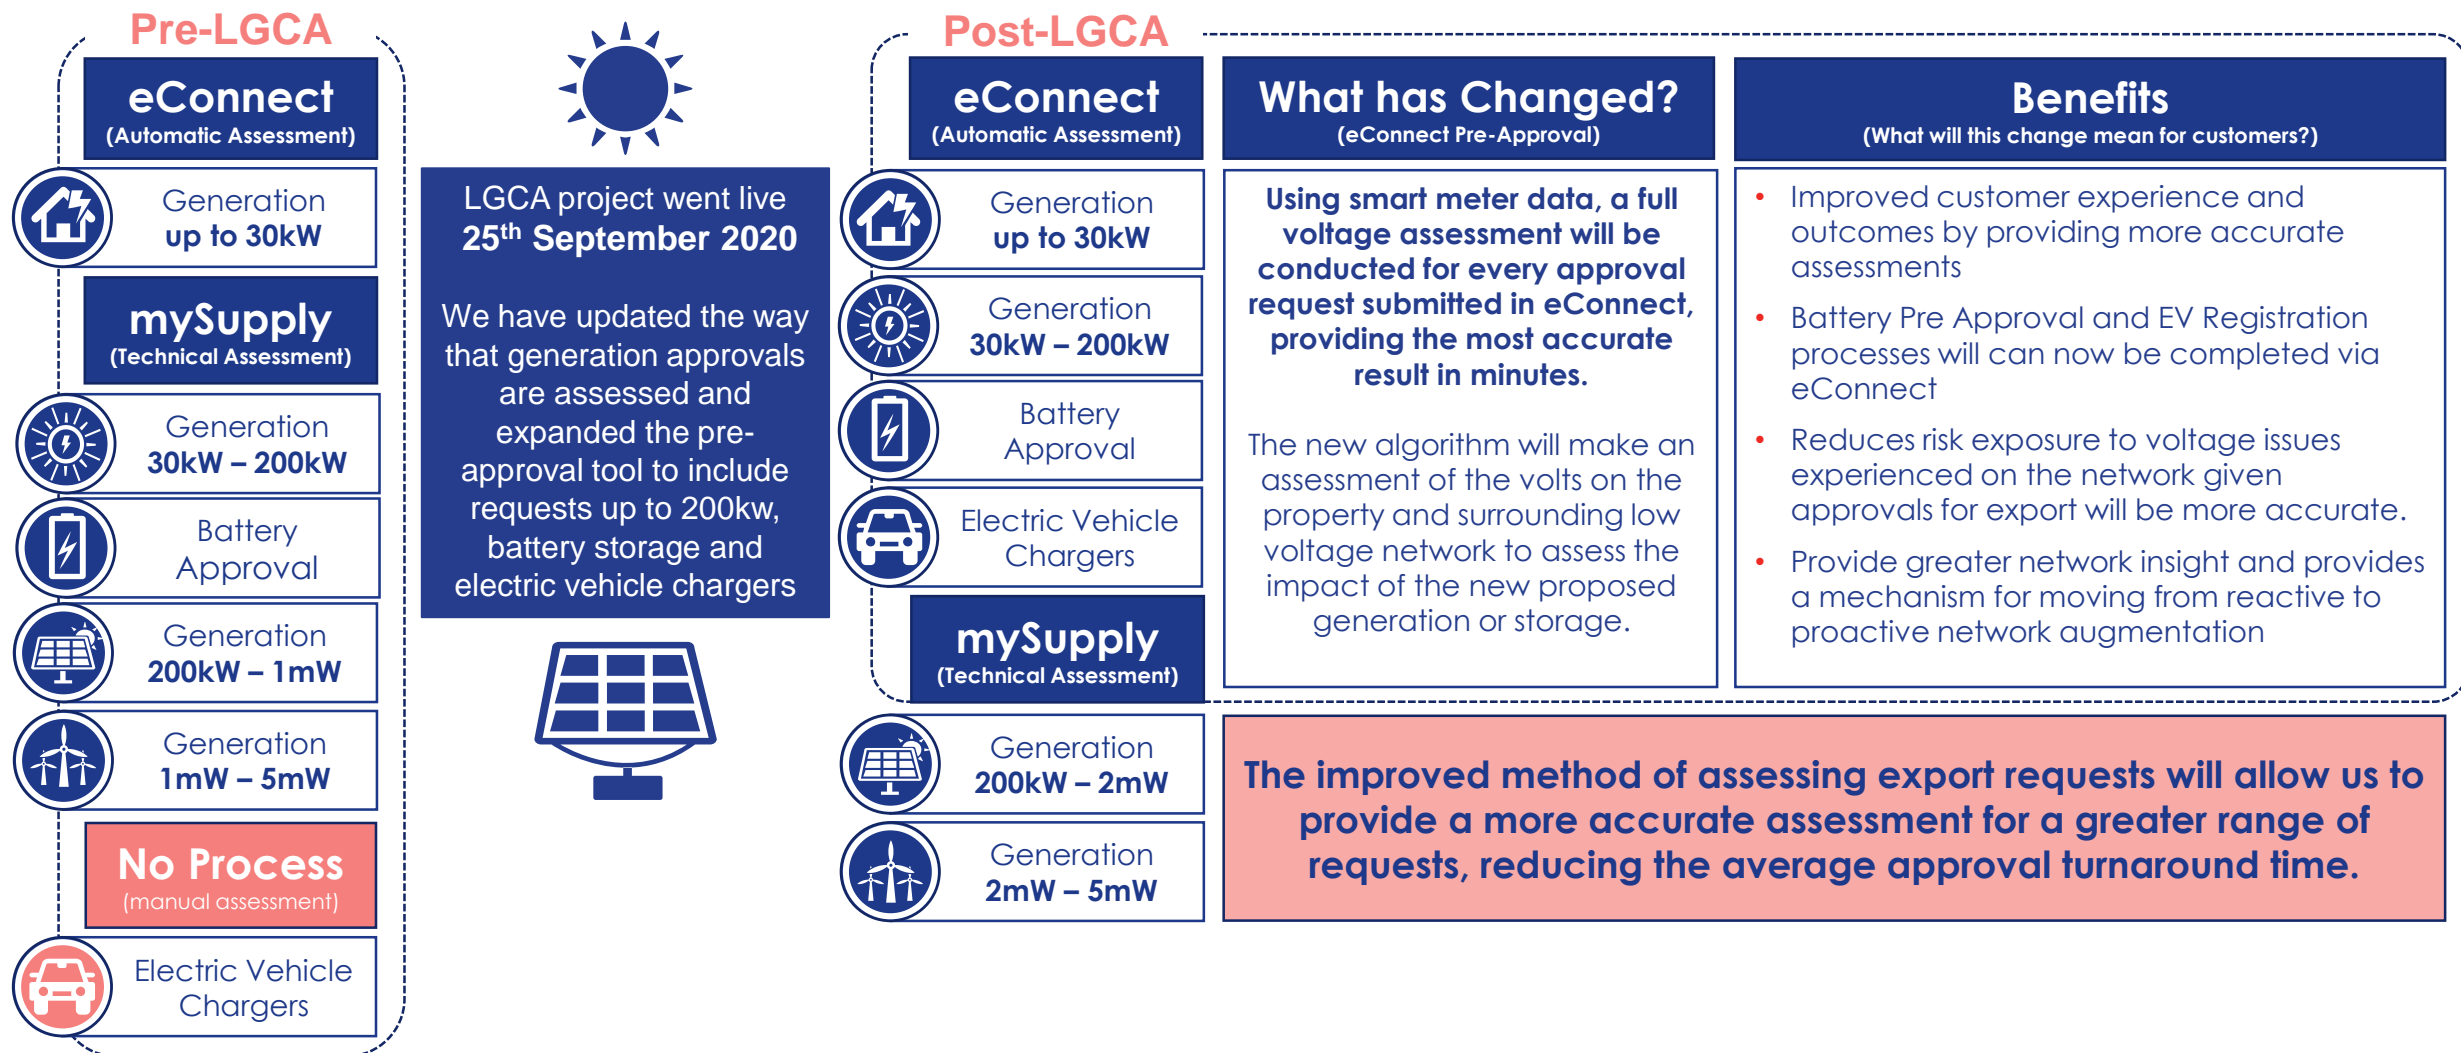 Pre-LGCA
eConnect
(Automatic Assessment)
Generation
up to 30kW
mySupply
(Technical Assessment)
Generation
30kW – 200kW
Battery
Approval
Generation
200kW – 1mW
Generation
1mW – 5mW
No Process
(manual assessment)
Electric Vehicle
Chargers
LGCA project went live
25th September 2020
We have updated the way
that generation approvals
are assessed and
expanded the pre-
approval tool to include
requests up to 200kw,
battery storage and
electric vehicle chargers
Post-LGCA
eConnect
(Automatic Assessment)
Generation
up to 30kW
Generation
30kW – 200kW
Battery
Approval
Electric Vehicle
Chargers
mySupply
(Technical Assessment)
Generation
200kW – 2mW
Generation
2mW – 5mW
What has Changed?
(eConnect Pre-Approval)
Using smart meter data, a full
voltage assessment will be
conducted for every approval
request submitted in eConnect,
providing the most accurate
result in minutes.
The new algorithm will make an
assessment of the volts on the
property and surrounding low
voltage network to assess the
impact of the new proposed
generation or storage.
Benefits
(What will this change mean for customers?)
• Improved customer experience and
outcomes by providing more accurate
assessments
• Battery Pre Approval and EV Registration
processes will can now be completed via
eConnect
• Reduces risk exposure to voltage issues
experienced on the network given
approvals for export will be more accurate.
• Provide greater network insight and provides
a mechanism for moving from reactive to
proactive network augmentation
The improved method of assessing export requests will allow us to
provide a more accurate assessment for a greater range of
requests, reducing the average approval turnaround time.